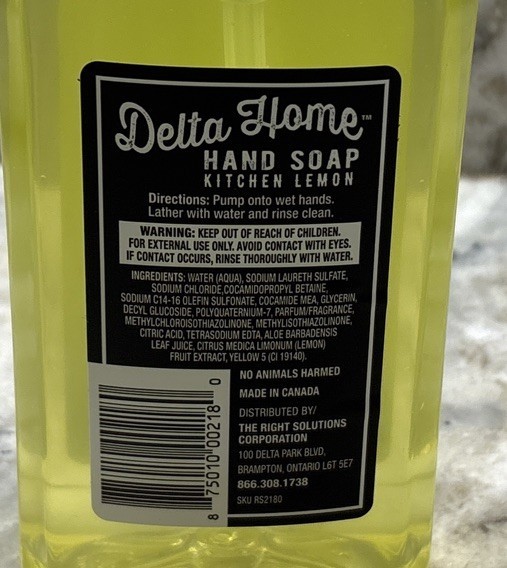 Delta Home™
HAND SOAP
KITCHEN LEMON
Directions: Pump onto wet hands.
Lather with water and rinse clean.
WARNING: KEEP OUT OF REACH OF CHILDREN.
FOR EXTERNAL USE ONLY. AVOID CONTACT WITH EYES.
IF CONTACT OCCURS, RINSE THOROUGHLY WITH WATER.
INGREDIENTS: WATER (AQUA), SODIUM LAURETH SULFATE,
SODIUM CHLORIDE,COCAMIDOPROPYL BETAINE,
SODIUM C14-16 OLEFIN SULFONATE, COCAMIDE MEA, GLYCERIN,
DECYL GLUCOSIDE, POLYQUATERNIUM-7, PARFUM/FRAGRANCE,
METHYLCHLOROISOTHIAZOLINONE, METHYLISOTHIAZOLINONE,
CITRIC ACID, TETRASODIUM EDTA, ALOE BARBADENSIS
LEAF JUICE, CITRUS MEDICA LIMONUM (LEMON)
FRUIT EXTRACT, YELLOW 5 (CI 19140).
NO ANIMALS HARMED
MADE IN CANADA
DISTRIBUTED BY/
THE RIGHT SOLUTIONS
CORPORATION
100 DELTA PARK BLVD,
BRAMPTON, ONTARIO L6T 5E7
866.308.1738
SKU RS2180
8 75010 00218 0